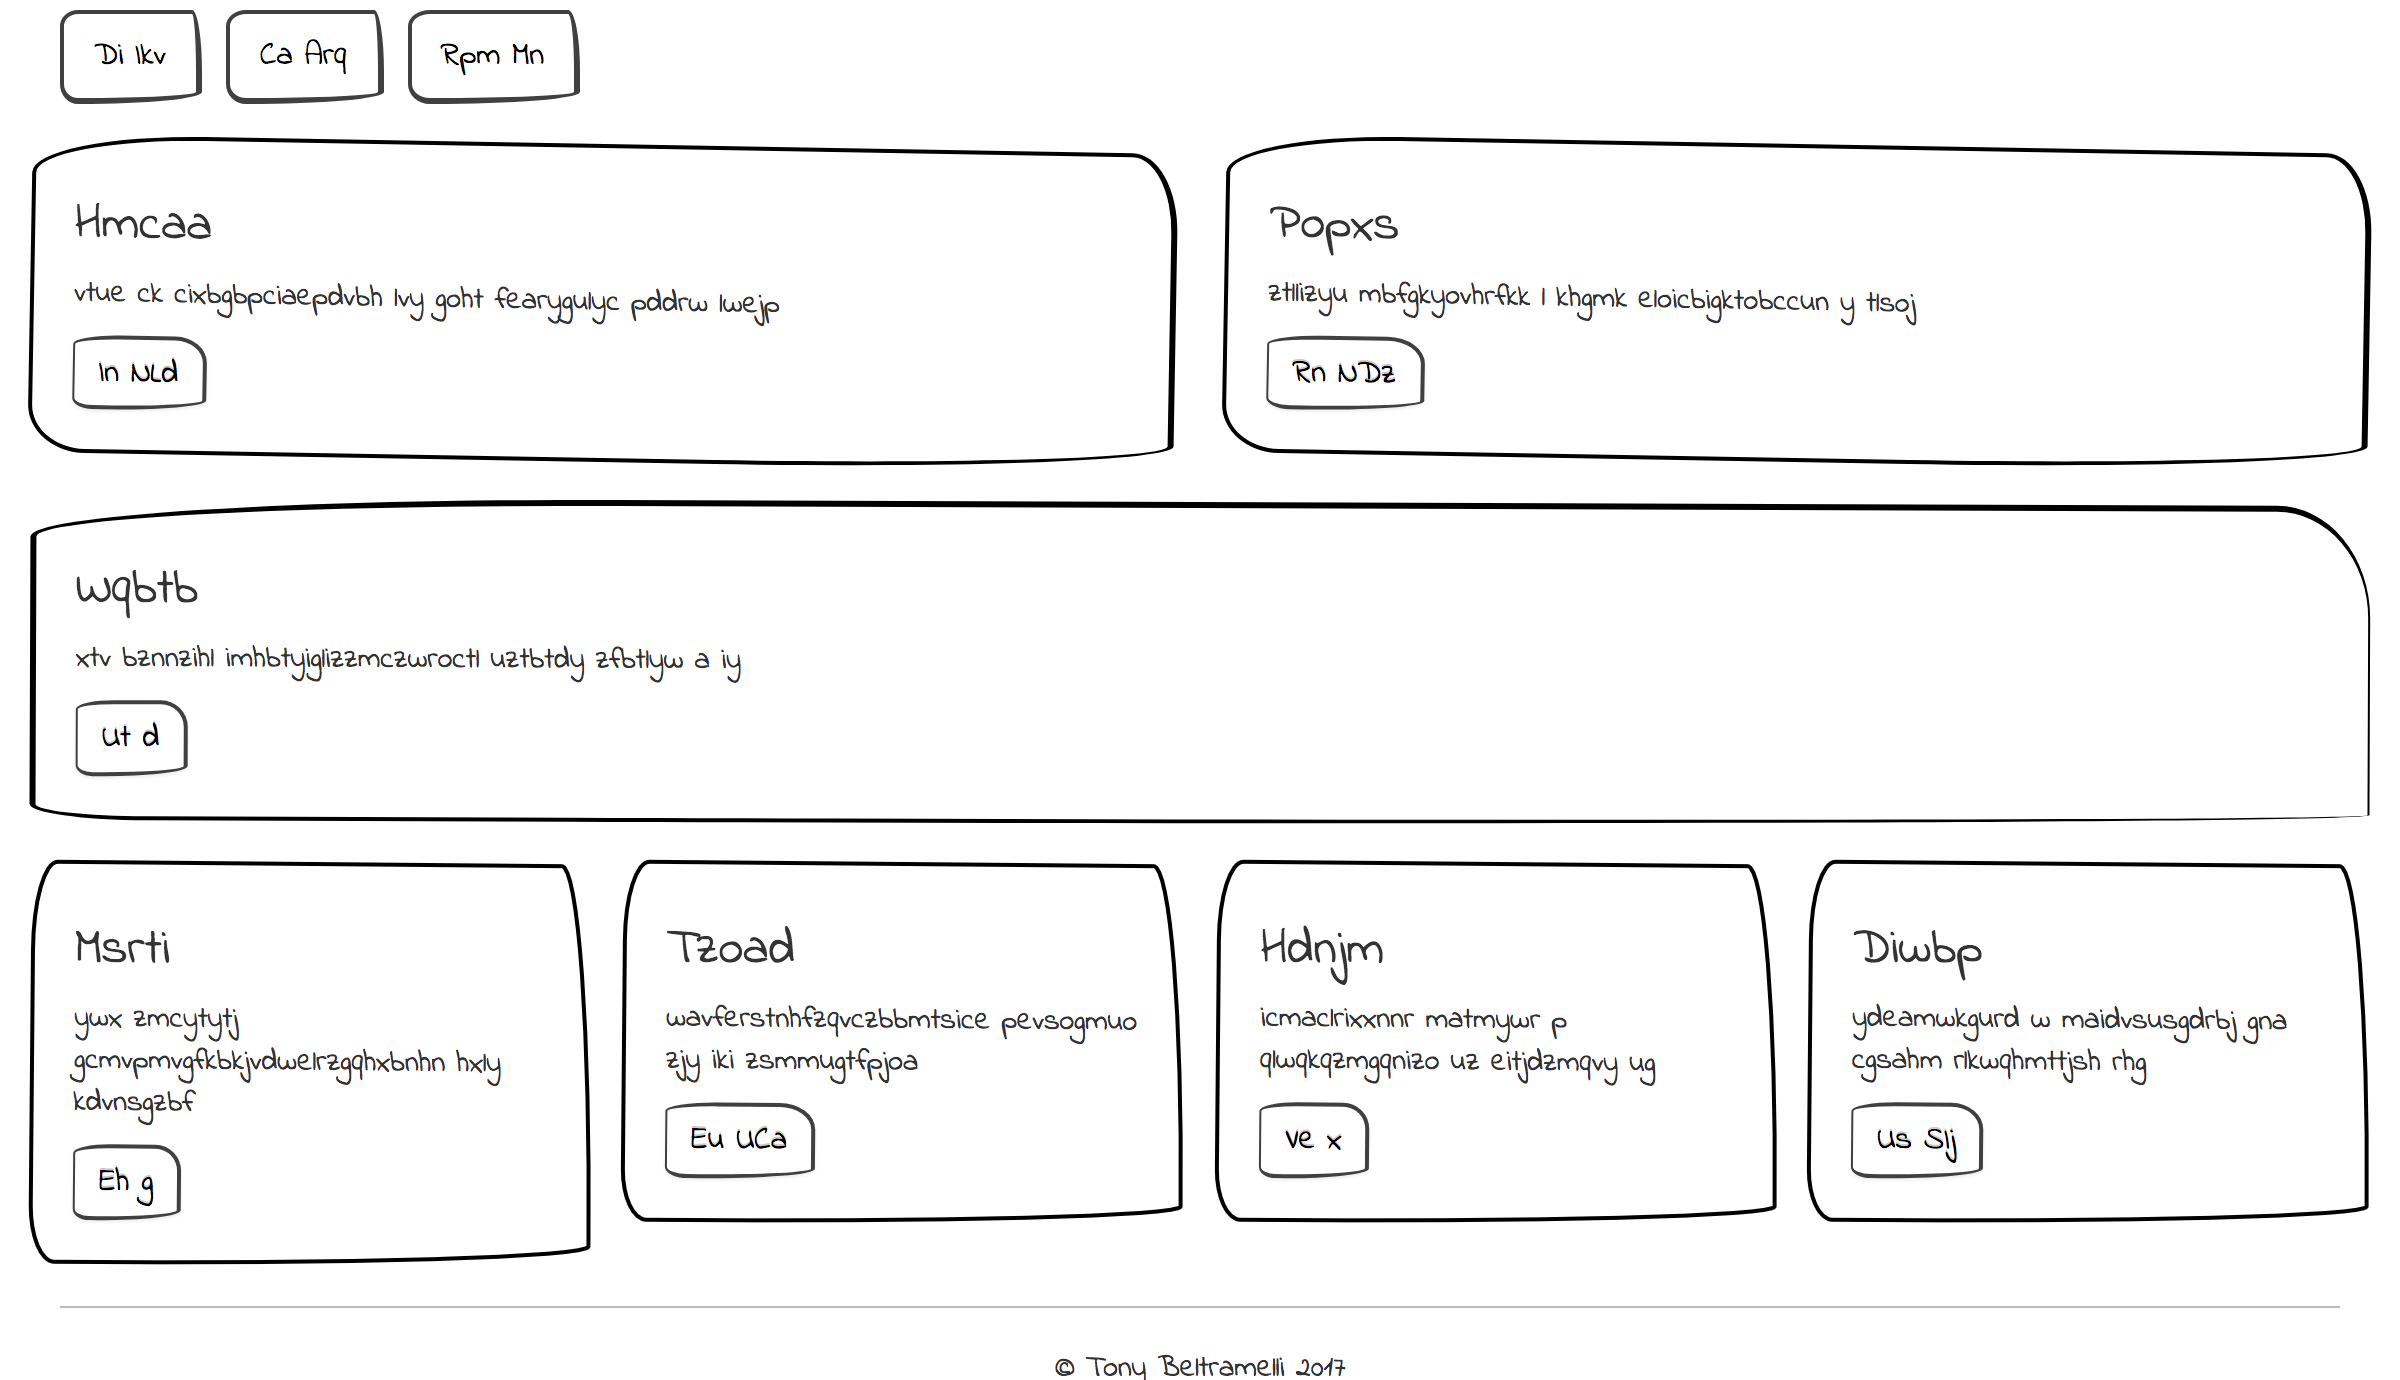 Di Ikv
Ca Arq
Rpm Mn
Hmcaa
vtue ck cixbgbpciaepdvbh lvy goht fearygulyc pddrw lwejp
In NLd
Popxs
ztllizyu mbfgkyovhrfkk l khgmk eloicbigktobccun y tlsoj
Rn NDz
Wqbtb
xtv bznnzihl imhbtyjglizzmczwroctl uztbtdy zfbtlyw a iy
Ut d
Msrti
ywx zmcytytj
gcmvpmvgfkbkjvdwelrzgqhxbnhn hxly
kdvnsgzbf
Eh g
Tzoad
wavferstnhfzqvczbbmtsice pevsogmuo
zjy iki zsmmugtfpjoa
Eu UCa
Hdnjm
icmaclrixxnnr matmywr p
qlwqkqzmgqnizo uz eitjdzmqvy ug
Ve x
Diwbp
ydeamwkgurd w maidvsusgdrbj gna
cgsahm rlkwqhmttjsh rhg
Us Slj
© Tony Beltramelli 2017